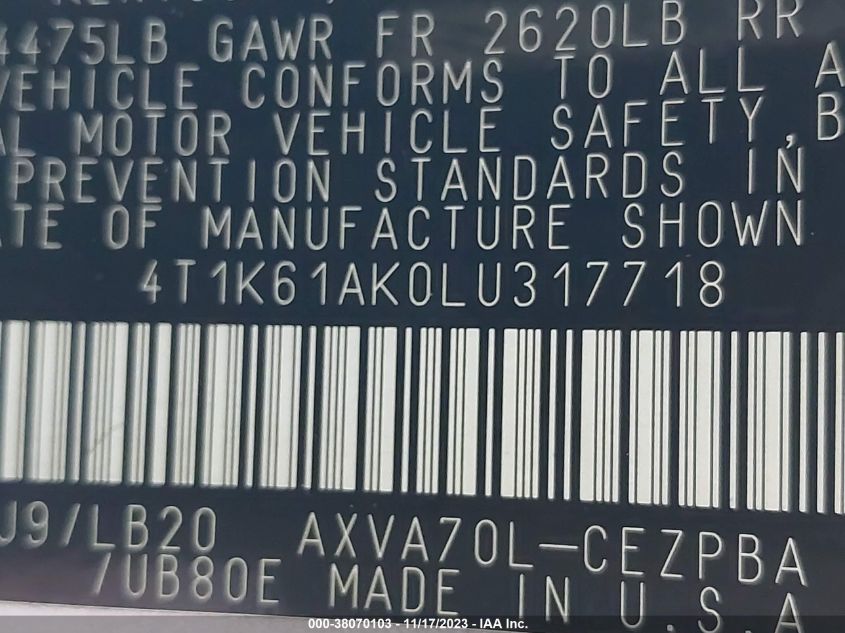 4475LB GAWR FR 2620LB RR
VEHICLE CONFORMS TO ALL A
AL MOTOR VEHICLE SAFETY, B
PREVENTION STANDARDS IN
ATE OF MANUFACTURE SHOWN
4T1K61AK0LU317718
J9/LB20 AXVA70L-CEZPBA
/UB80E MADE IN U.S.A
000-38070103 - 11/17/2023 - IAA Inc.